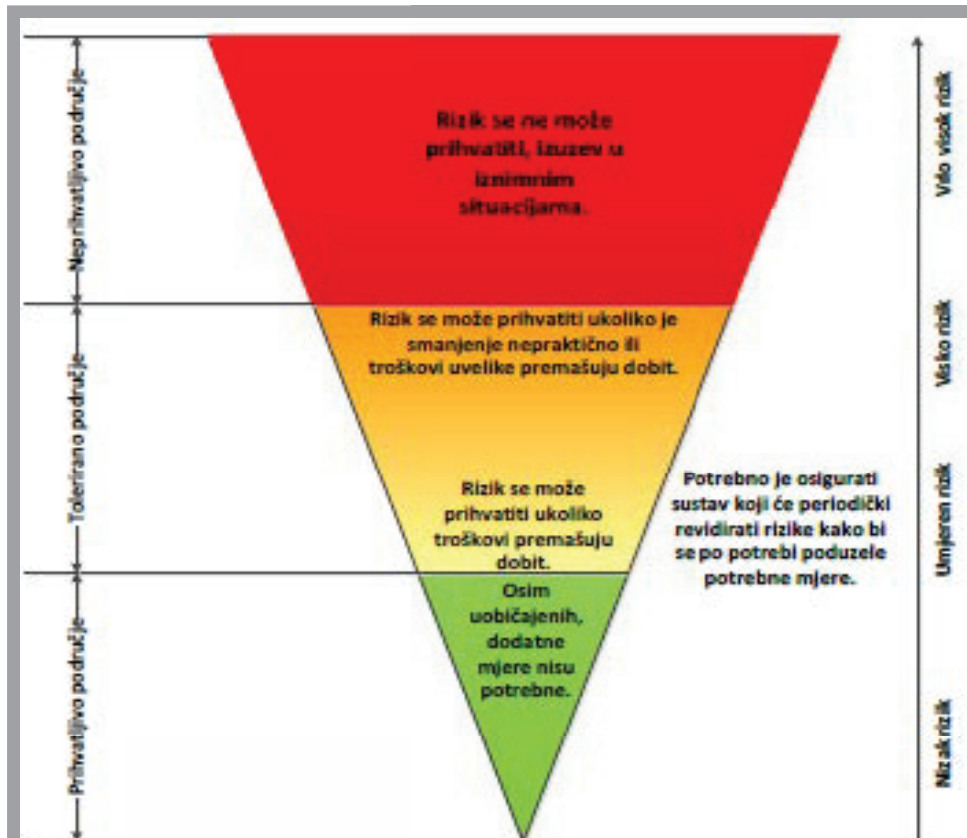 Neprihvatljivo područje
Tolerirano područje
Prihvatljivo područje
Rizik se ne može
prihvatiti, izuzev u
iznimnim
situacijama.
Rizik se može prihvatiti ukoliko je
smanjenje nepraktično ili
troškovi uvelike premašuju dobit.
Rizik se može
prihvatiti ukoliko
troškovi premašuju
dobit.
Osim
uobičajenih,
dodatne
mjere nisu
potrebne.
Potrebno je osigurati
sustav koji će periodički
revidirati rizike kako bi
se po potrebi poduzele
potrebne mjere.
Vrlo visok rizik
Visko rizik
Umjeren rizik
Nizak rizik